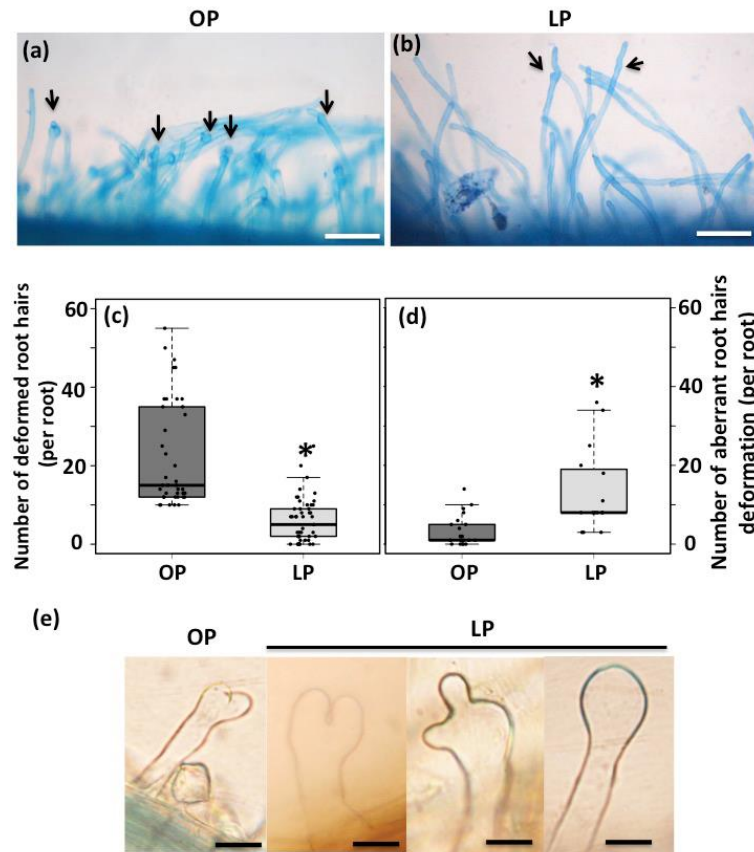 OP
LP
(a)
(b)
(c)
(d)
60
40
20
0
Number of deformed root hairs
(per root)
*
*
60
40
20
0
Number of aberrant root hairs
deformation (per root)
OP
LP
OP
LP
(e)
OP
LP